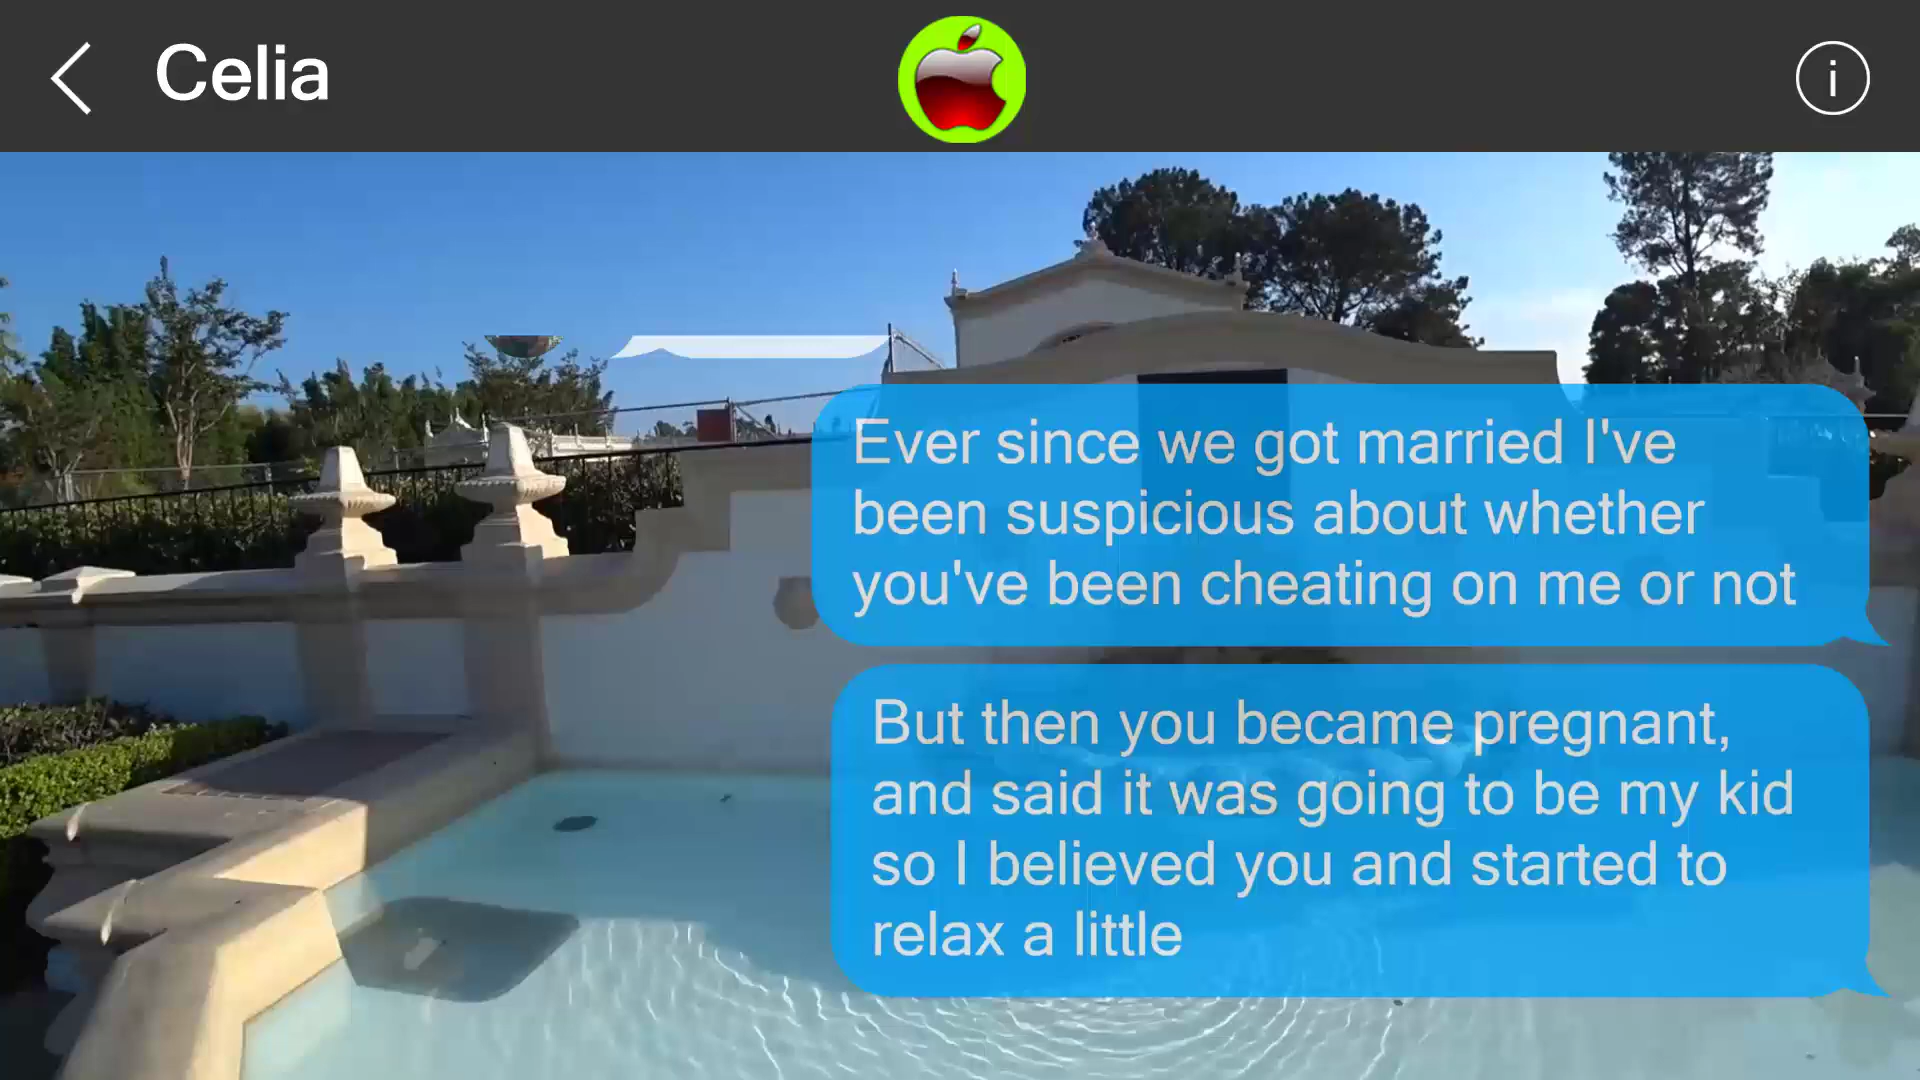 Celia
i
Ever since we got married I've
been suspicious about whether
you've been cheating on me or not
But then you became pregnant,
and said it was going to be my kid
so I believed you and started to
relax a little